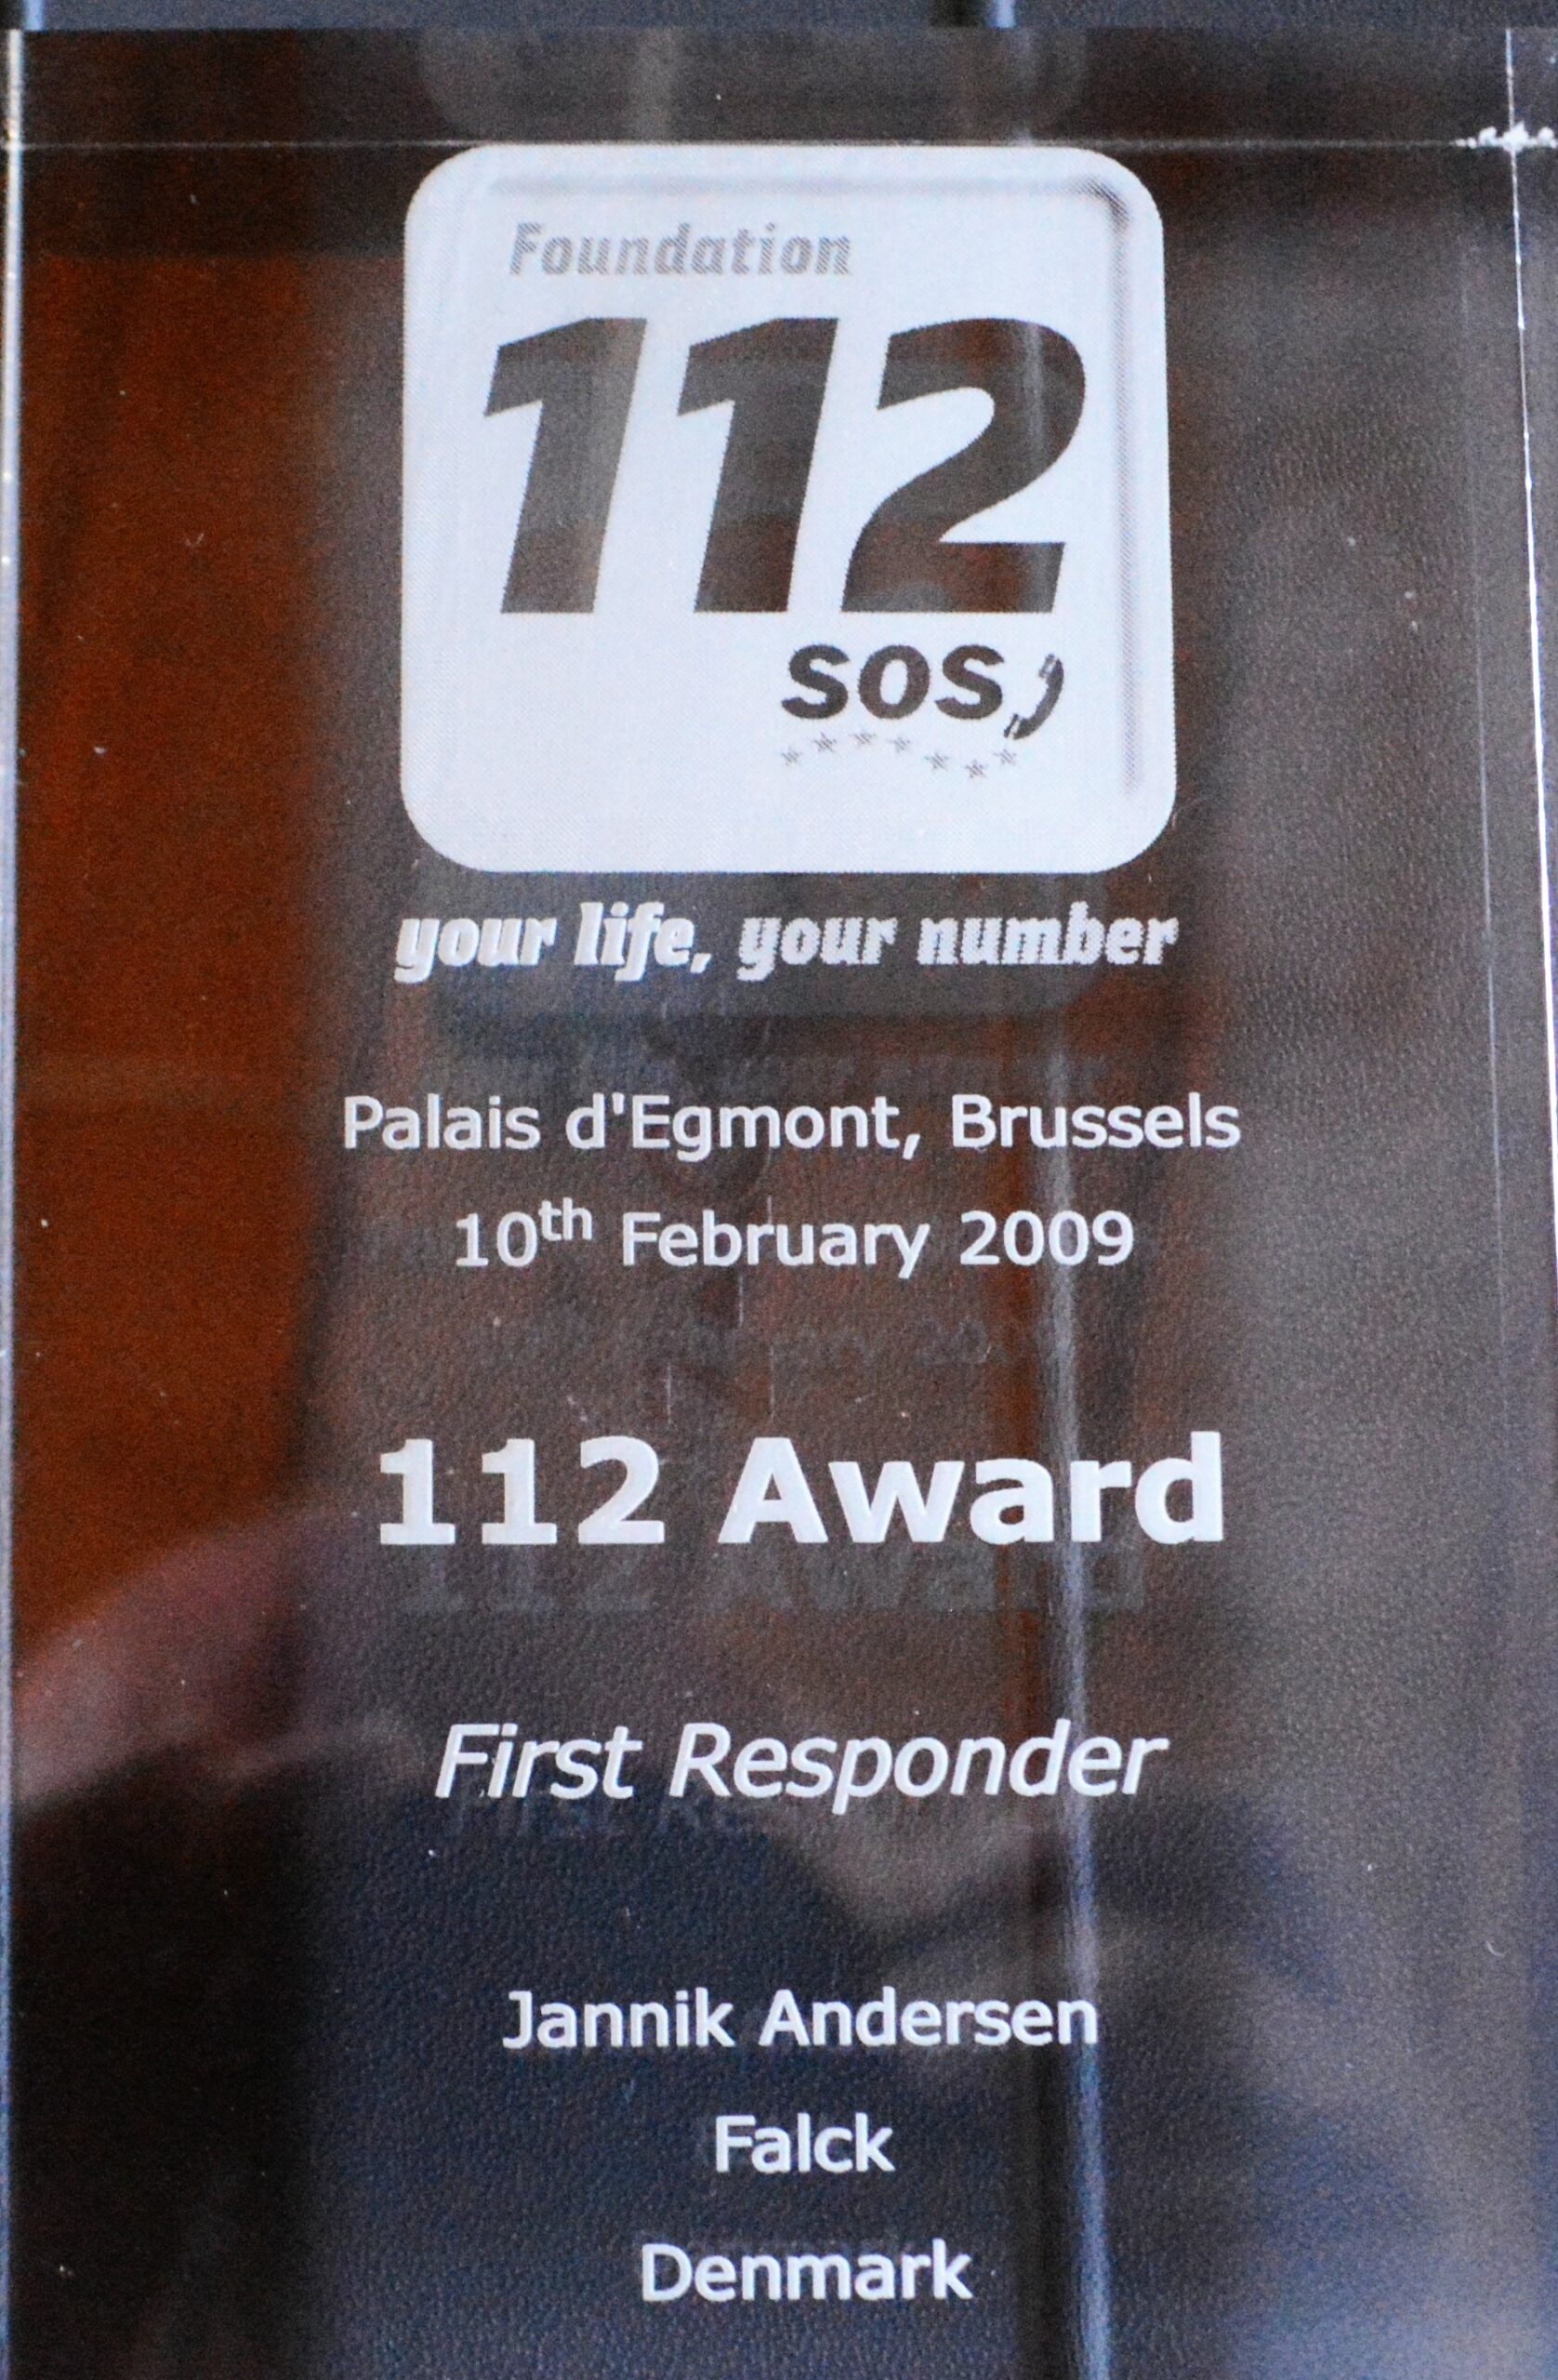 Foundation
112
SOS
your life, your number
Palais d'Egmont, Brussels
10th February 2009
112 Award
First Responder
Jannik Andersen
Falck
Denmark